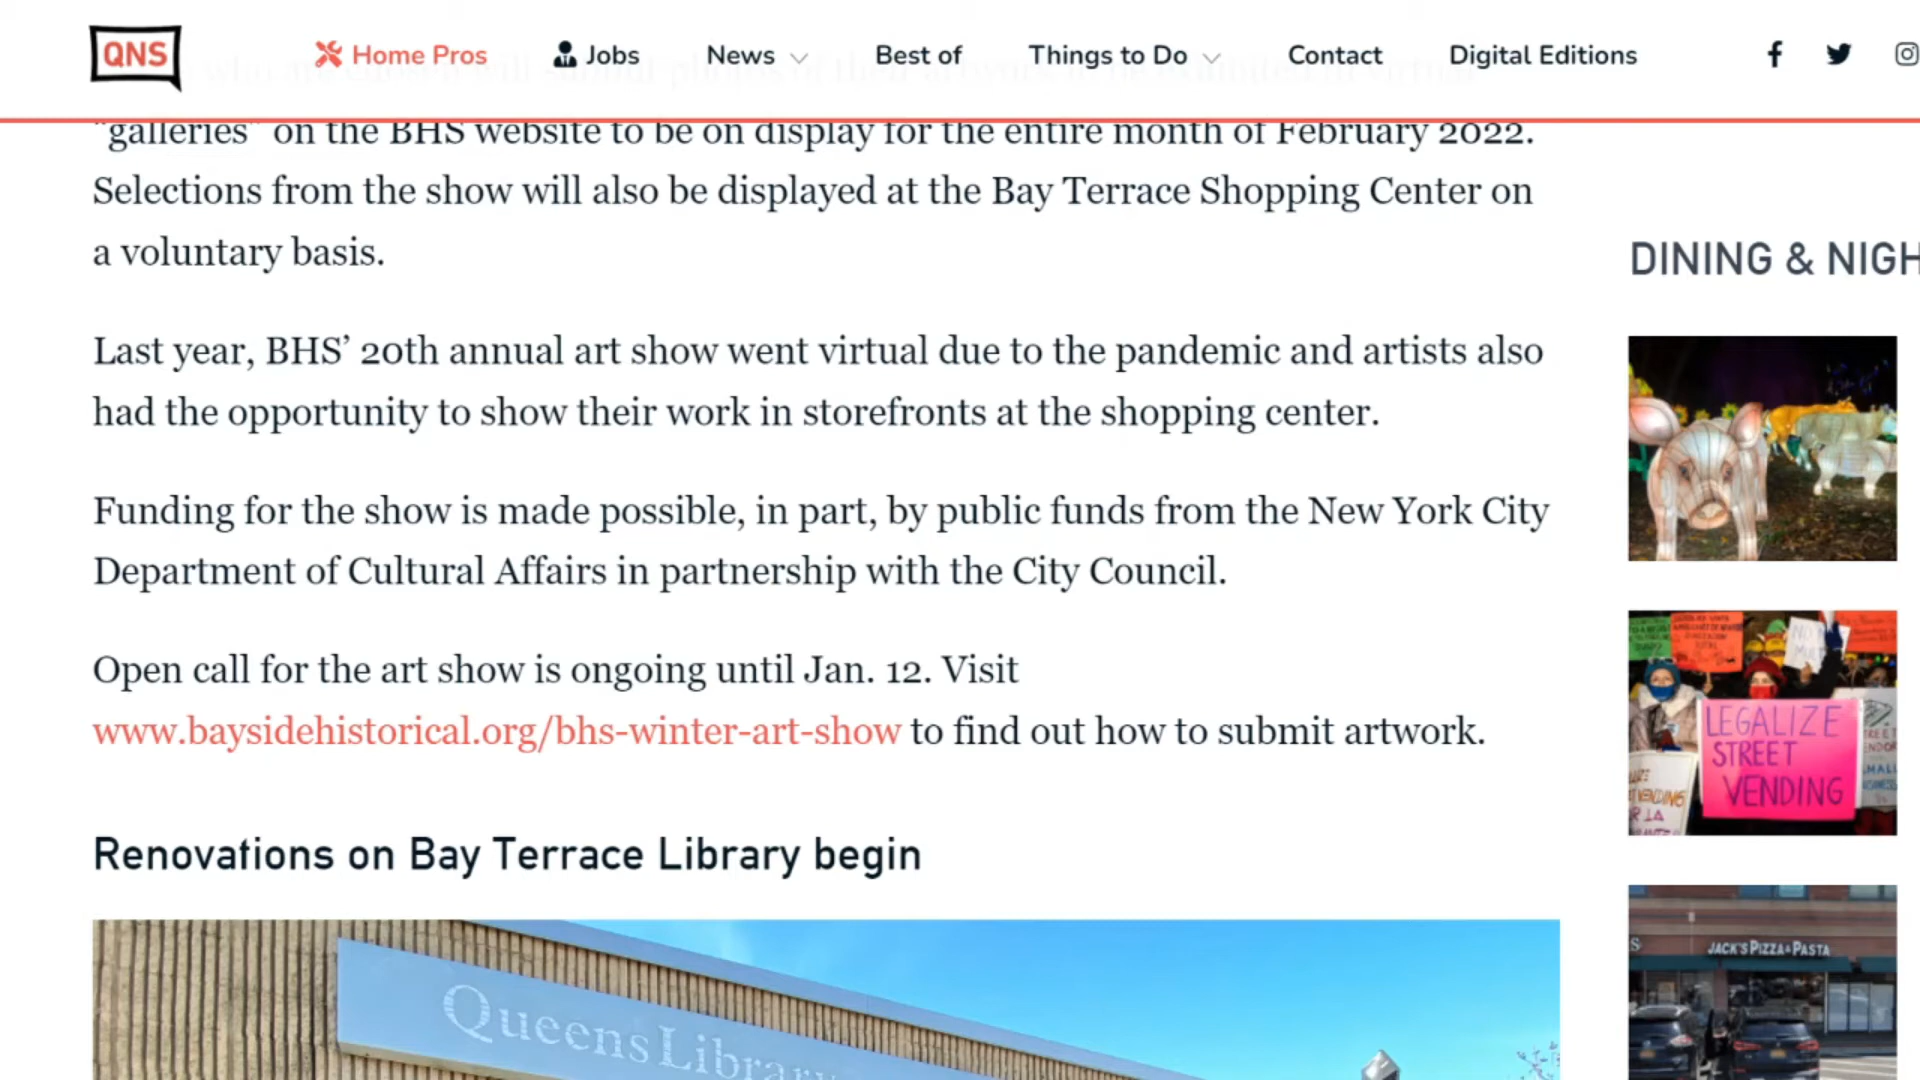 QNS
Home Pros
Jobs
News
Best of
Things to Do
Contact
Digital Editions
"galleries" on the BHS website to be on display for the entire month of February 2022.
Selections from the show will also be displayed at the Bay Terrace Shopping Center on
a voluntary basis.
Last year, BHS’ 20th annual art show went virtual due to the pandemic and artists also
had the opportunity to show their work in storefronts at the shopping center.
Funding for the show is made possible, in part, by public funds from the New York City
Department of Cultural Affairs in partnership with the City Council.
Open call for the art show is ongoing until Jan. 12. Visit
www.baysidehistorical.org/bhs-winter-art-show to find out how to submit artwork.
Renovations on Bay Terrace Library begin
Queens Library
DINING & NIGH
LEGALIZE
STREET
VENDING
JACK'S PIZZA & PASTA